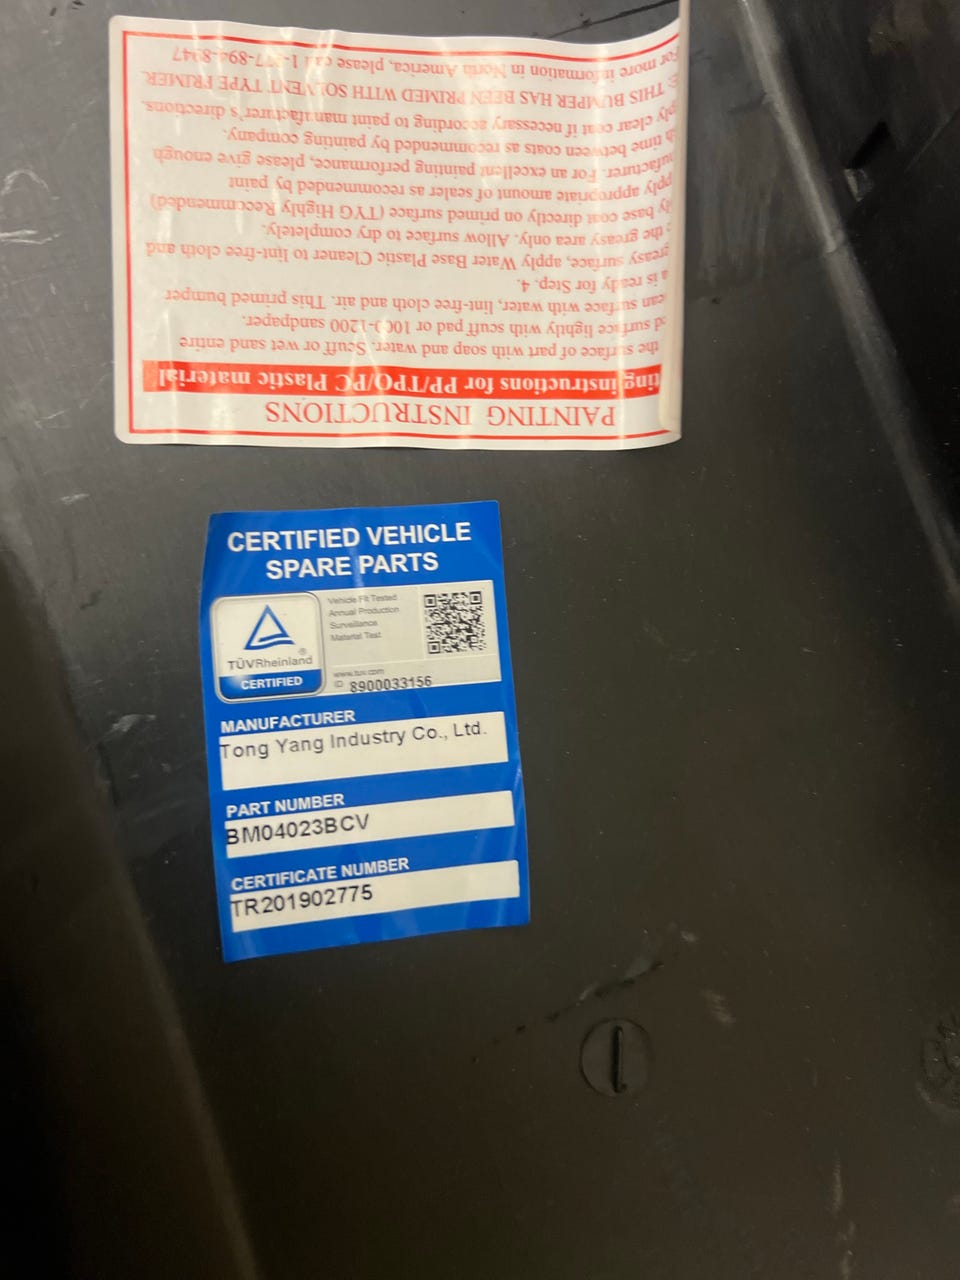 PAINTING INSTRUCTIONS
ting instructions for PP/TPO/PC Plastic material
the surface of part with soap and water. Scuff or wet sand entire
d surface lightly with scuff pad or 1000-1200 sandpaper.
ean surface with water, lint-free cloth and air. This primed bumper
a is ready for Step. 4.
greasy surface, apply Water Base Plastic Cleaner to lint-free cloth and
the greasy area only. Allow surface to dry completely.
ly base coat directly on primed surface (TYG Highly Recommended)
pply appropriate amount of sealer as recommended by paint
ufacturer. For an excellent painting performance, please give enough
h time between coats as recommended by painting company.
ply clear coat if necessary according to paint manufacturer's directions.
E. THIS BUMPER HAS BEEN PRIMED WITH SOLVENT TYPE PRIMER.
For more information in North America, please call 1-877-894-8947
CERTIFIED VEHICLE
SPARE PARTS
Vehicle Fit Tested
Annual Production
Surveillance
Material Test
TÜVRheinland®
CERTIFIED
www.tuv.com
ID 8900033156
MANUFACTURER
Tong Yang Industry Co., Ltd.
PART NUMBER
BM04023BCV
CERTIFICATE NUMBER
TR201902775